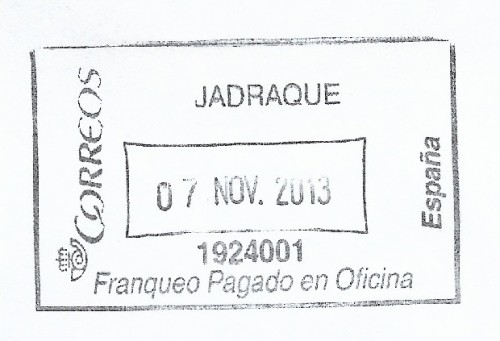 CORREOS
JADRAQUE
07 NOV. 2013
España
1924001
Franqueo Pagado en Oficina